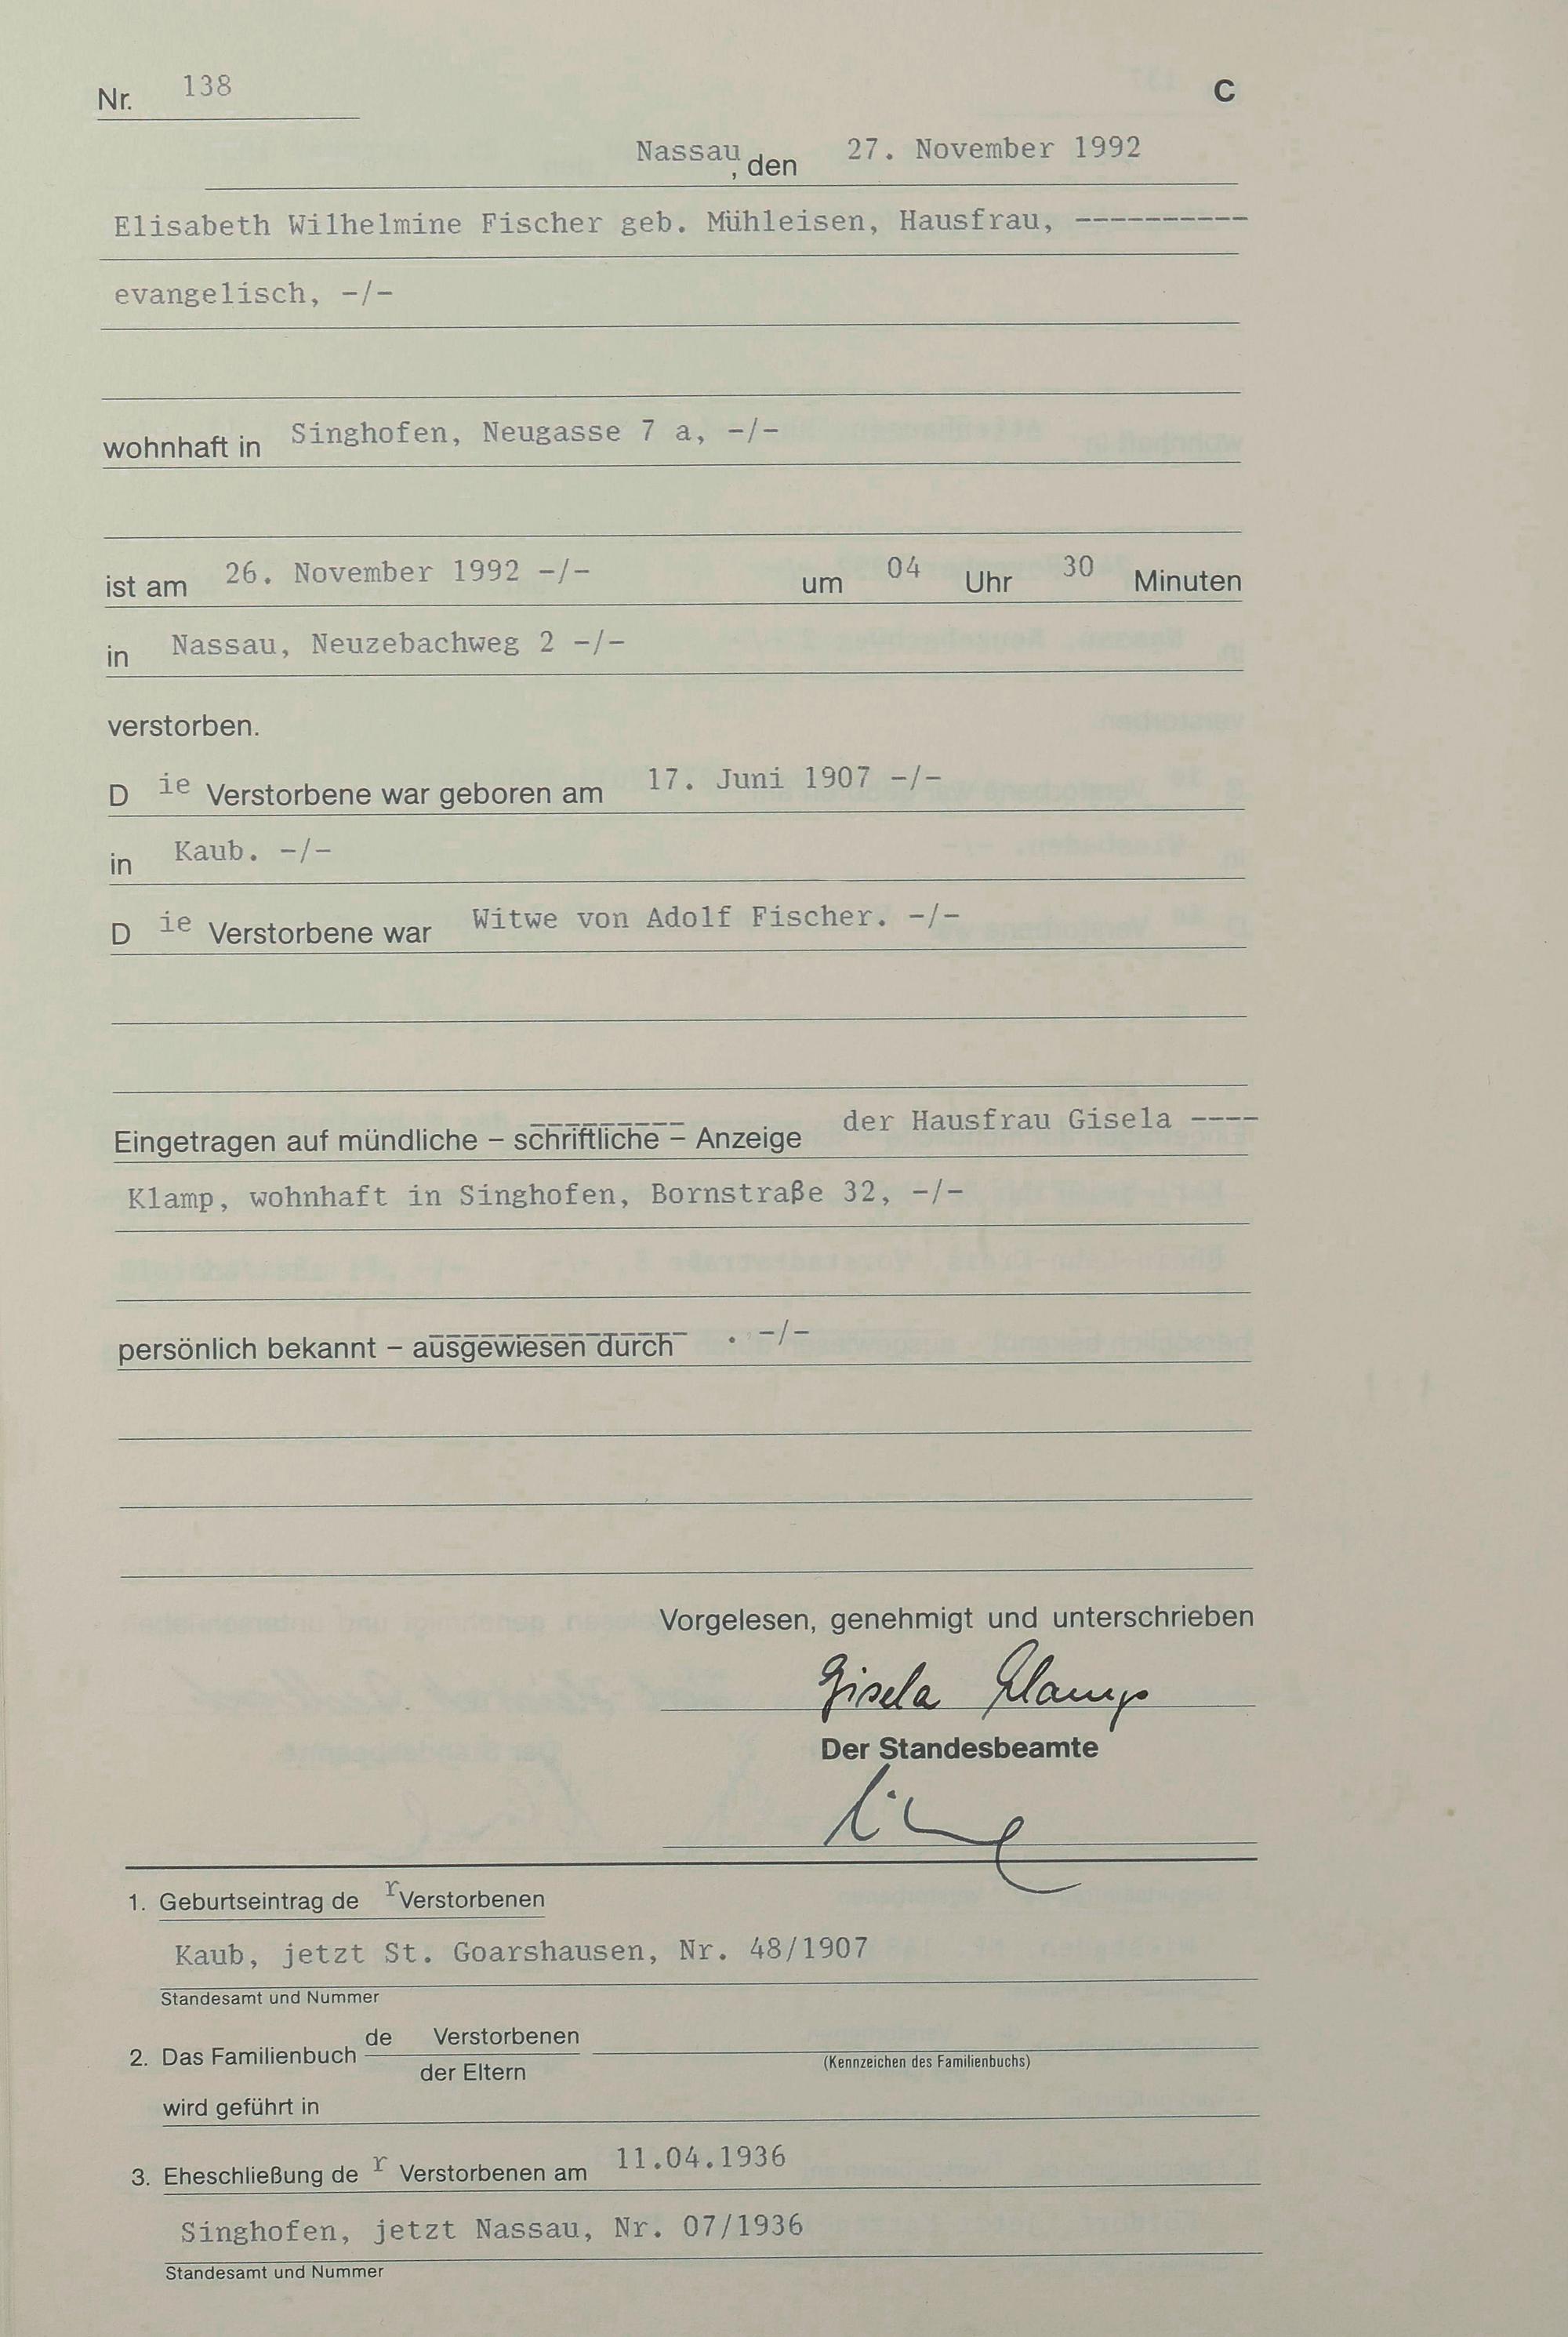 Nr. 138 C
Nassau, den 27. November 1992
Elisabeth Wilhelmine Fischer geb. Mühleisen, Hausfrau, ----------
evangelisch, -/-
wohnhaft in Singhofen, Neugasse 7 a, -/-
ist am 26. November 1992 -/- um 04 Uhr 30 Minuten
in Nassau, Neuzebachweg 2 -/-
verstorben.
Die Verstorbene war geboren am 17. Juni 1907 -/-
in Kaub. -/-
Die Verstorbene war Witwe von Adolf Fischer. -/-
Eingetragen auf mündliche – schriftliche – Anzeige der Hausfrau Gisela ----
Klamp, wohnhaft in Singhofen, Bornstraße 32, -/-
persönlich bekannt – ausgewiesen durch . -/-
Vorgelesen, genehmigt und unterschrieben
Gisela Klamp
Der Standesbeamte
1. Geburtseintrag der Verstorbenen
Kaub, jetzt St. Goarshausen, Nr. 48/1907
Standesamt und Nummer
2. Das Familienbuch de Verstorbenen
der Eltern
(Kennzeichen des Familienbuchs)
wird geführt in
3. Eheschließung der Verstorbenen am 11.04.1936
Singhofen, jetzt Nassau, Nr. 07/1936
Standesamt und Nummer